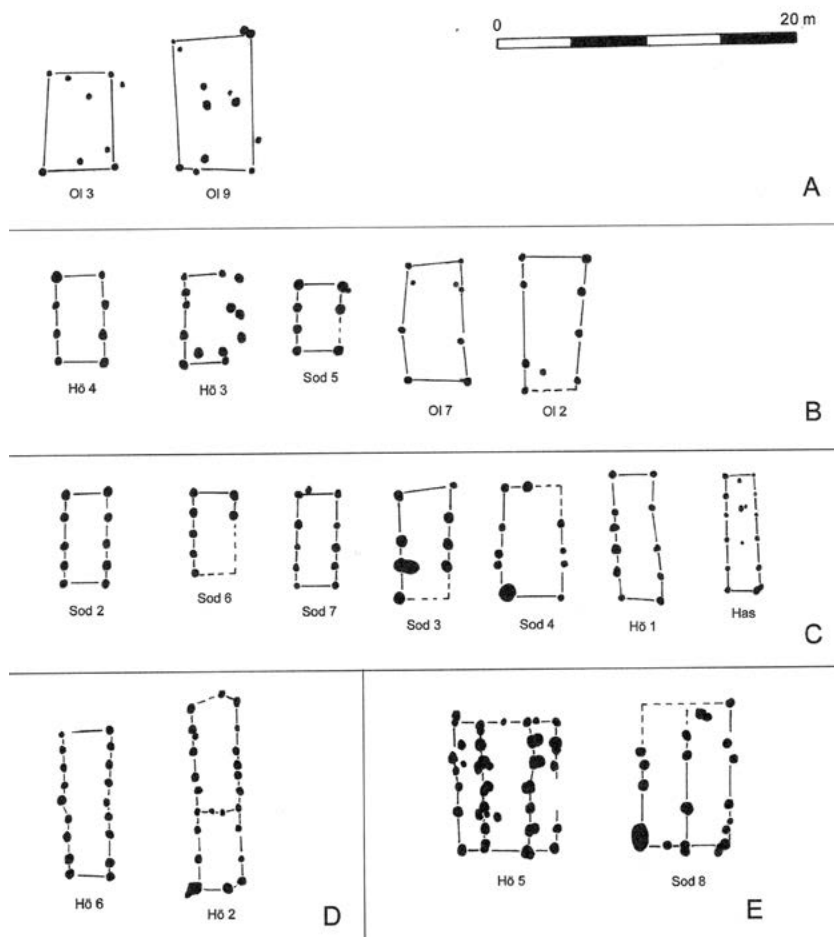 0 20 m
Ol 3 Ol 9 A
Hö 4 Hö 3 Sod 5 Ol 7 Ol 2 B
Sod 2 Sod 6 Sod 7 Sod 3 Sod 4 Hö 1 Has C
Hö 6 Hö 2 D
Hö 5 Sod 8 E